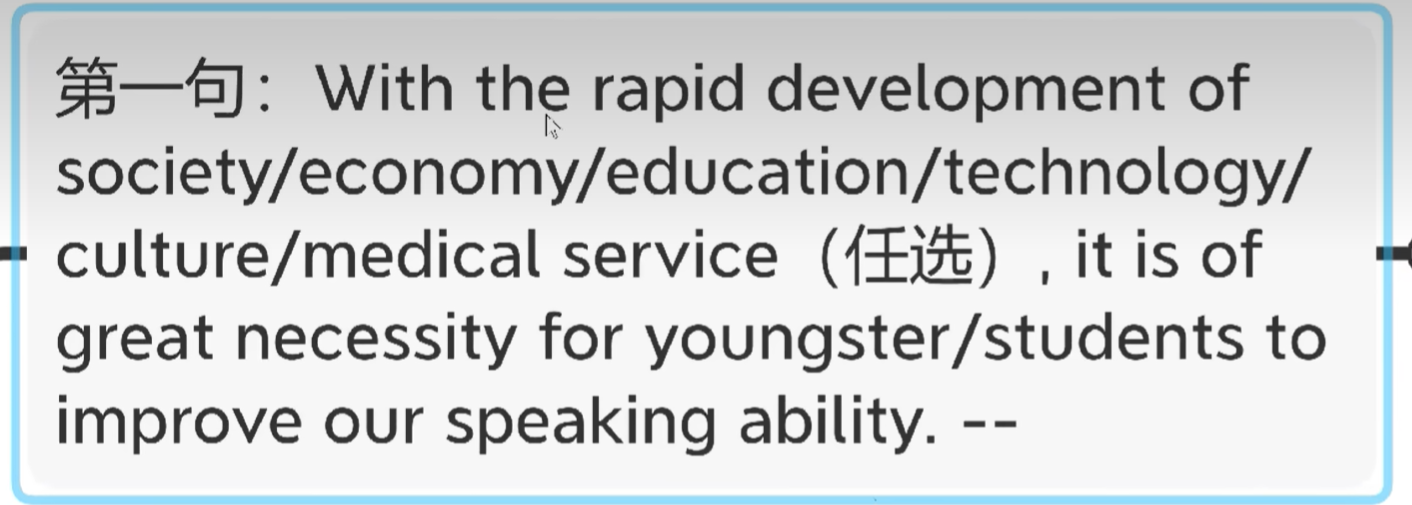 第一句：With the rapid development of
society/economy/education/technology/
culture/medical service（任选）, it is of
great necessity for youngster/students to
improve our speaking ability. --